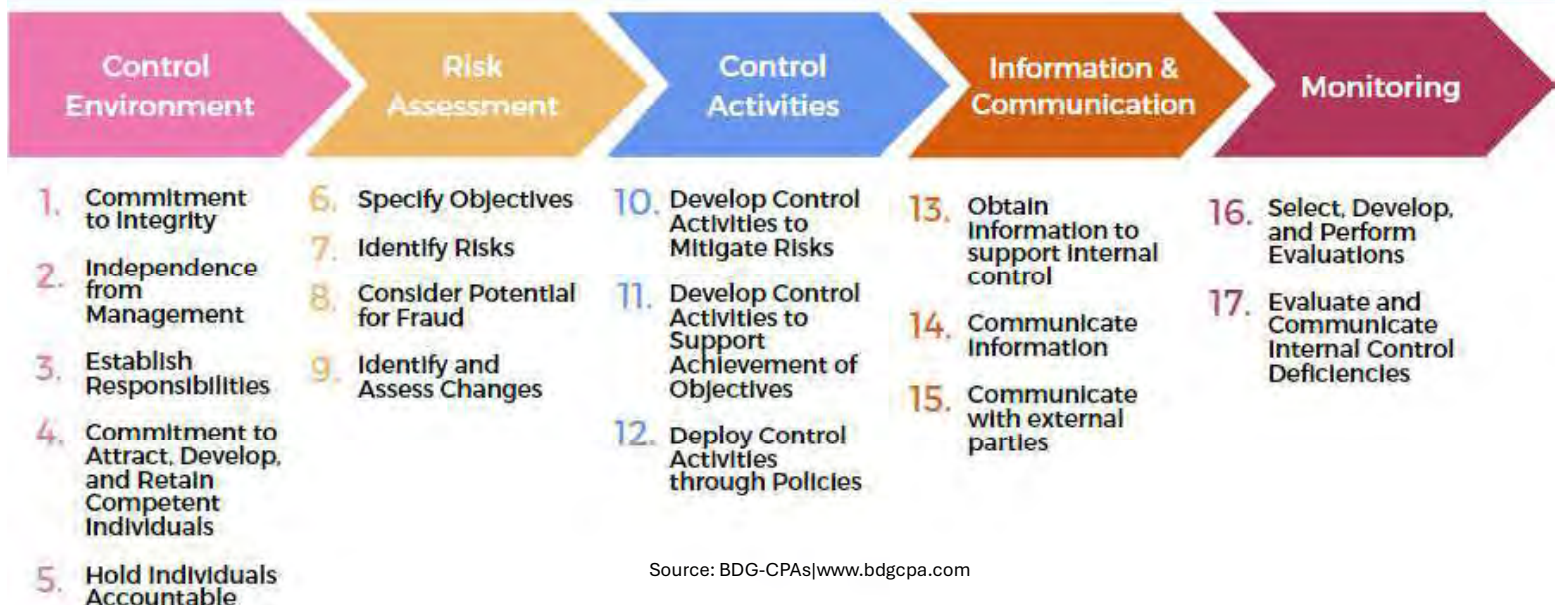 Control
Environment
Risk
Assessment
Control
Activities
Information &
Communication
Monitoring
1. Commitment
to Integrity
2. Independence
from
Management
3. Establish
Responsibilities
4. Commitment to
Attract, Develop,
and Retain
Competent
Individuals
5. Hold Individuals
Accountable
6. Specify Objectives
7. Identify Risks
8. Consider Potential
for Fraud
9. Identify and
Assess Changes
10. Develop Control
Activities to
Mitigate Risks
11. Develop Control
Activities to
Support
Achievement of
Objectives
12. Deploy Control
Activities
through Policies
13. Obtain
information to
support internal
control
14. Communicate
information
15. Communicate
with external
parties
16. Select, Develop,
and Perform
Evaluations
17. Evaluate and
Communicate
Internal Control
Deficiencies
Source: BDG-CPAs|www.bdgcpa.com